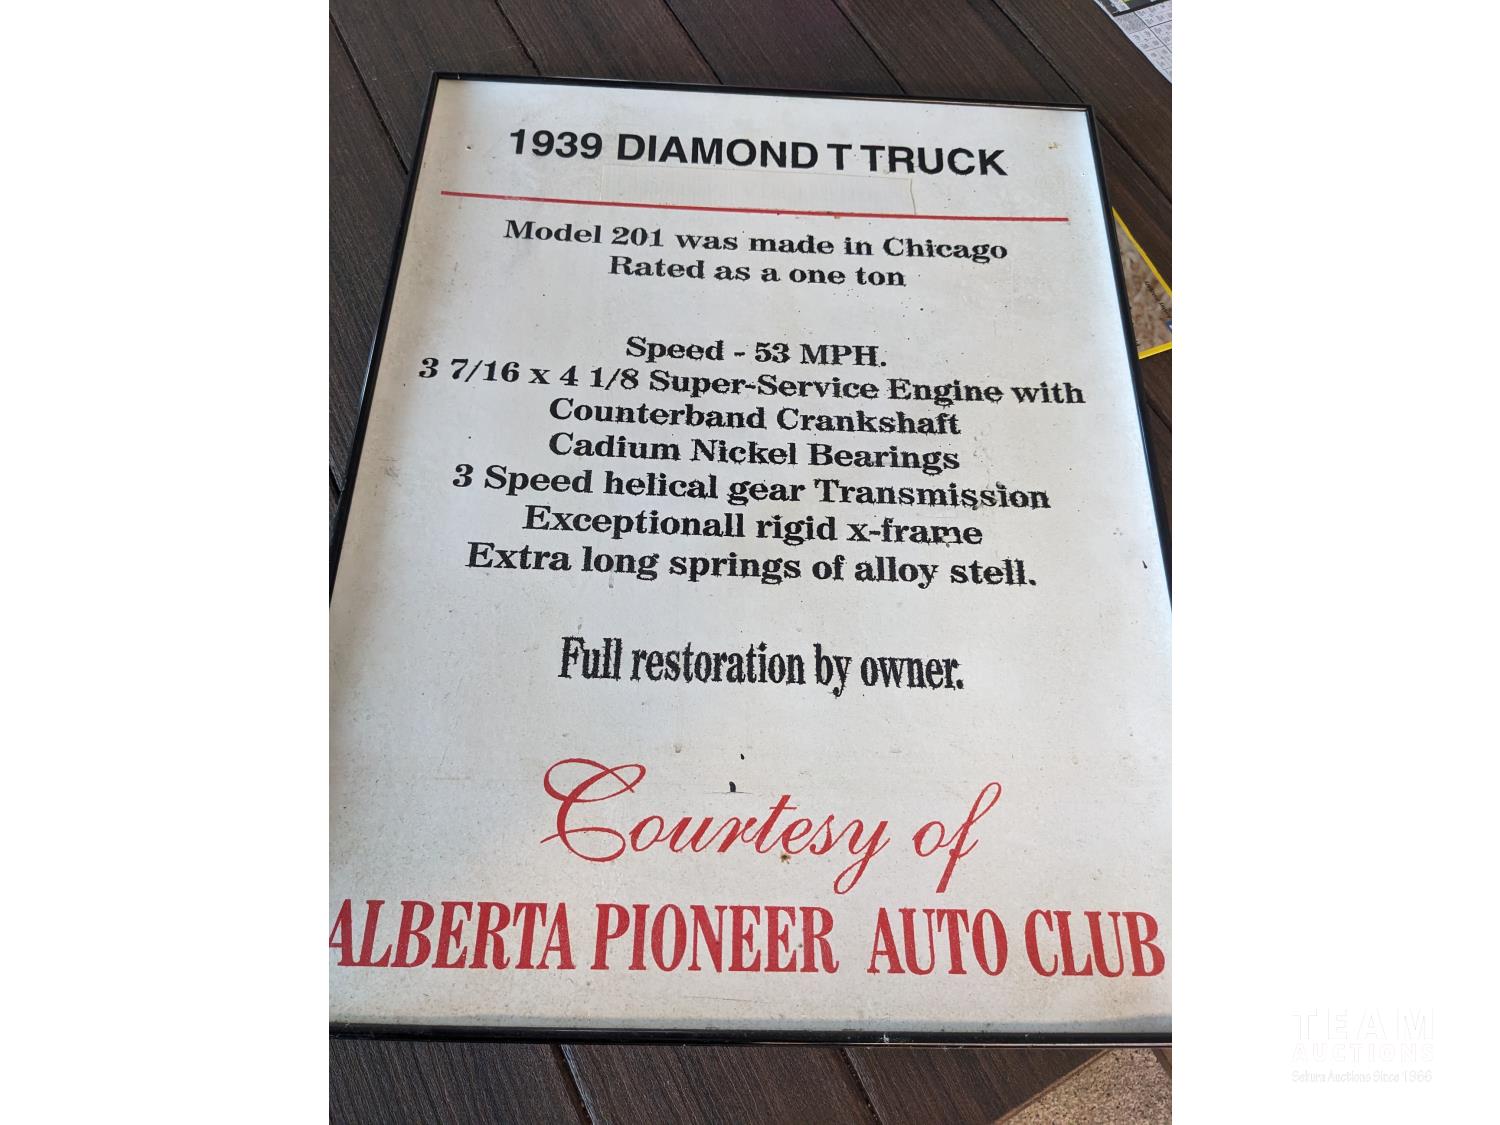 1939 DIAMOND T TRUCK
Model 201 was made in Chicago
Rated as a one ton
Speed - 53 MPH.
3 7/16 x 4 1/8 Super-Service Engine with
Counterband Crankshaft
Cadium Nickel Bearings
3 Speed helical gear Transmission
Exceptionall rigid x-frame
Extra long springs of alloy stell.
Full restoration by owner.
Courtesy of
ALBERTA PIONEER AUTO CLUB
TEAM
AUCTIONS
Sekura Auctions Since 1966